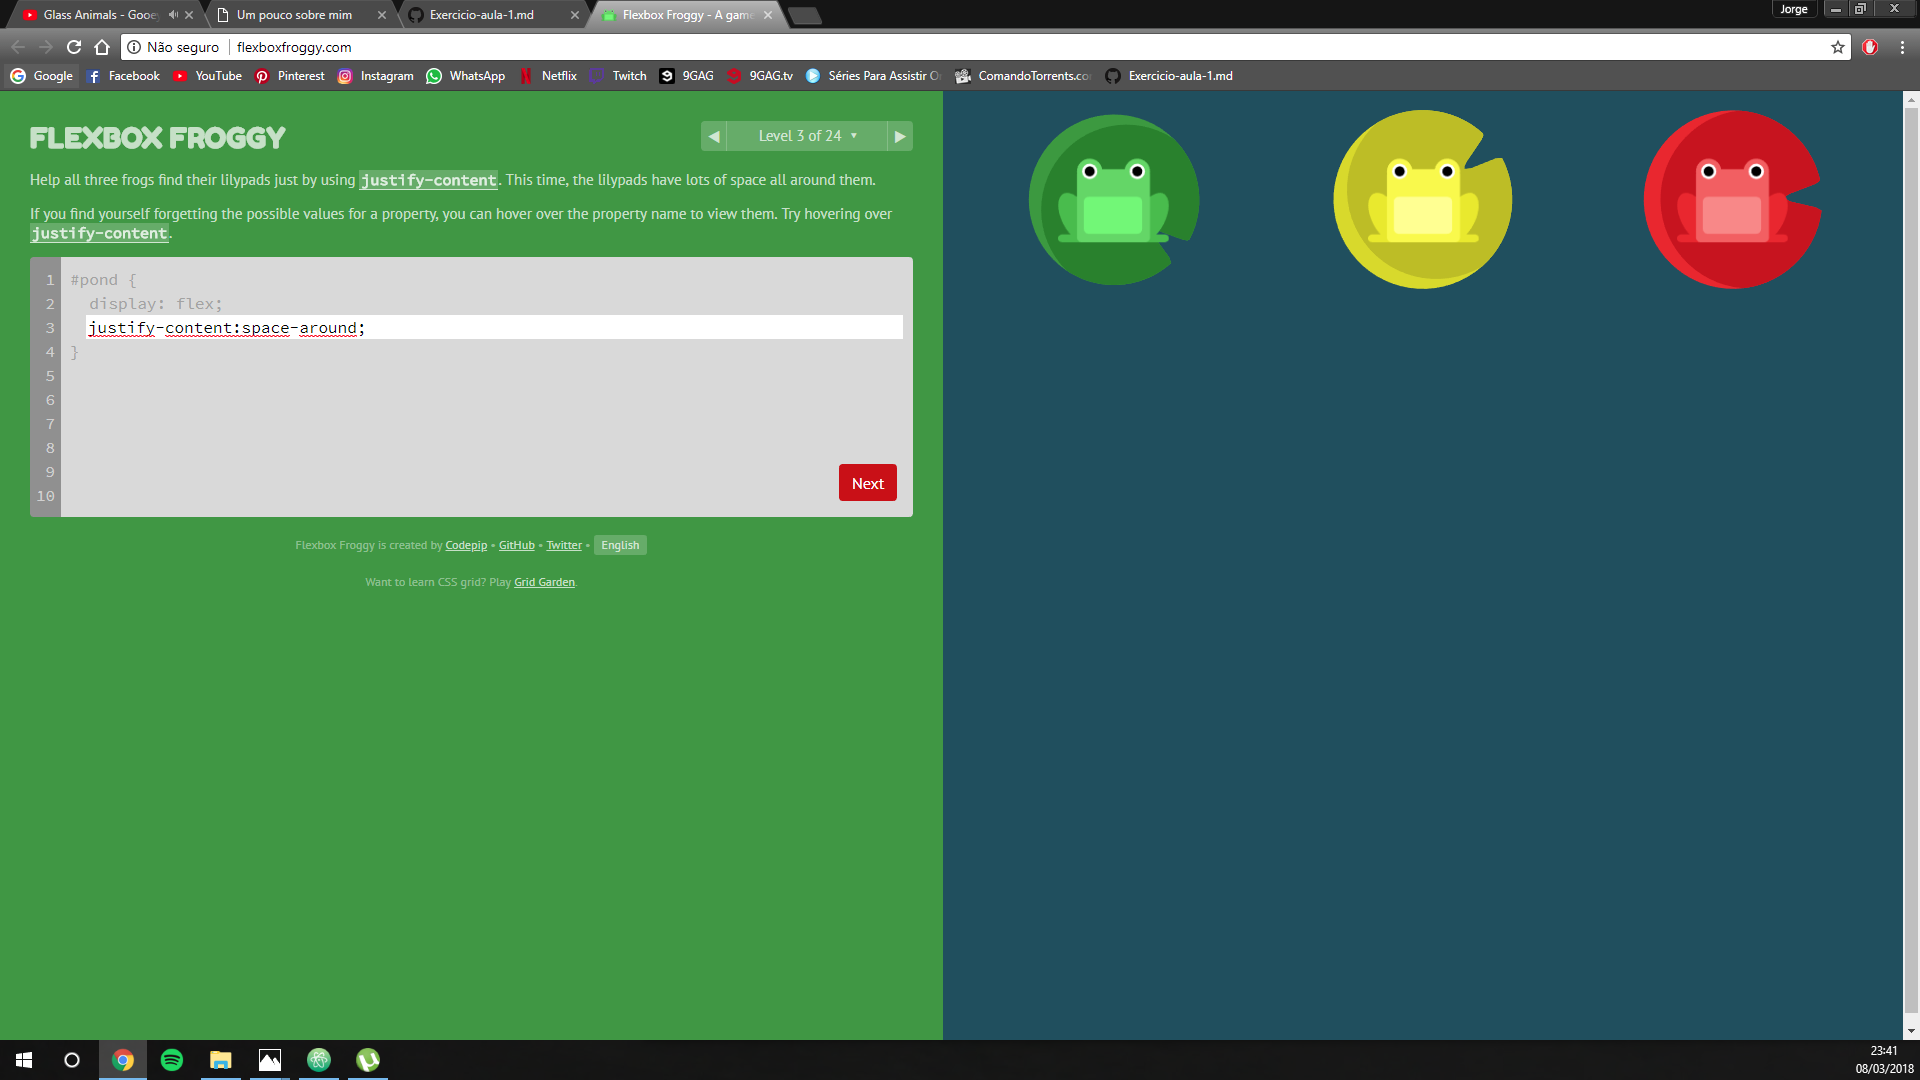 Glass Animals - Gooey
Um pouco sobre mim
Exercicio-aula-1.md
Flexbox Froggy - A game
Jorge
Não seguro
flexboxfroggy.com
Google
Facebook
YouTube
Pinterest
Instagram
WhatsApp
Netflix
Twitch
9GAG
9GAG.tv
Séries Para Assistir O
ComandoTorrents.co
Exercicio-aula-1.md
FLEXBOX FROGGY
Level 3 of 24
Help all three frogs find their lilypads just by using justify-content. This time, the lilypads have lots of space all around them.
If you find yourself forgetting the possible values for a property, you can hover over the property name to view them. Try hovering over
justify-content.
1 #pond {
2 display: flex;
3 justify-content:space-around;
4 }
5
6
7
8
9
10
Next
Flexbox Froggy is created by Codepip • GitHub • Twitter • English
Want to learn CSS grid? Play Grid Garden.
23:41
08/03/2018